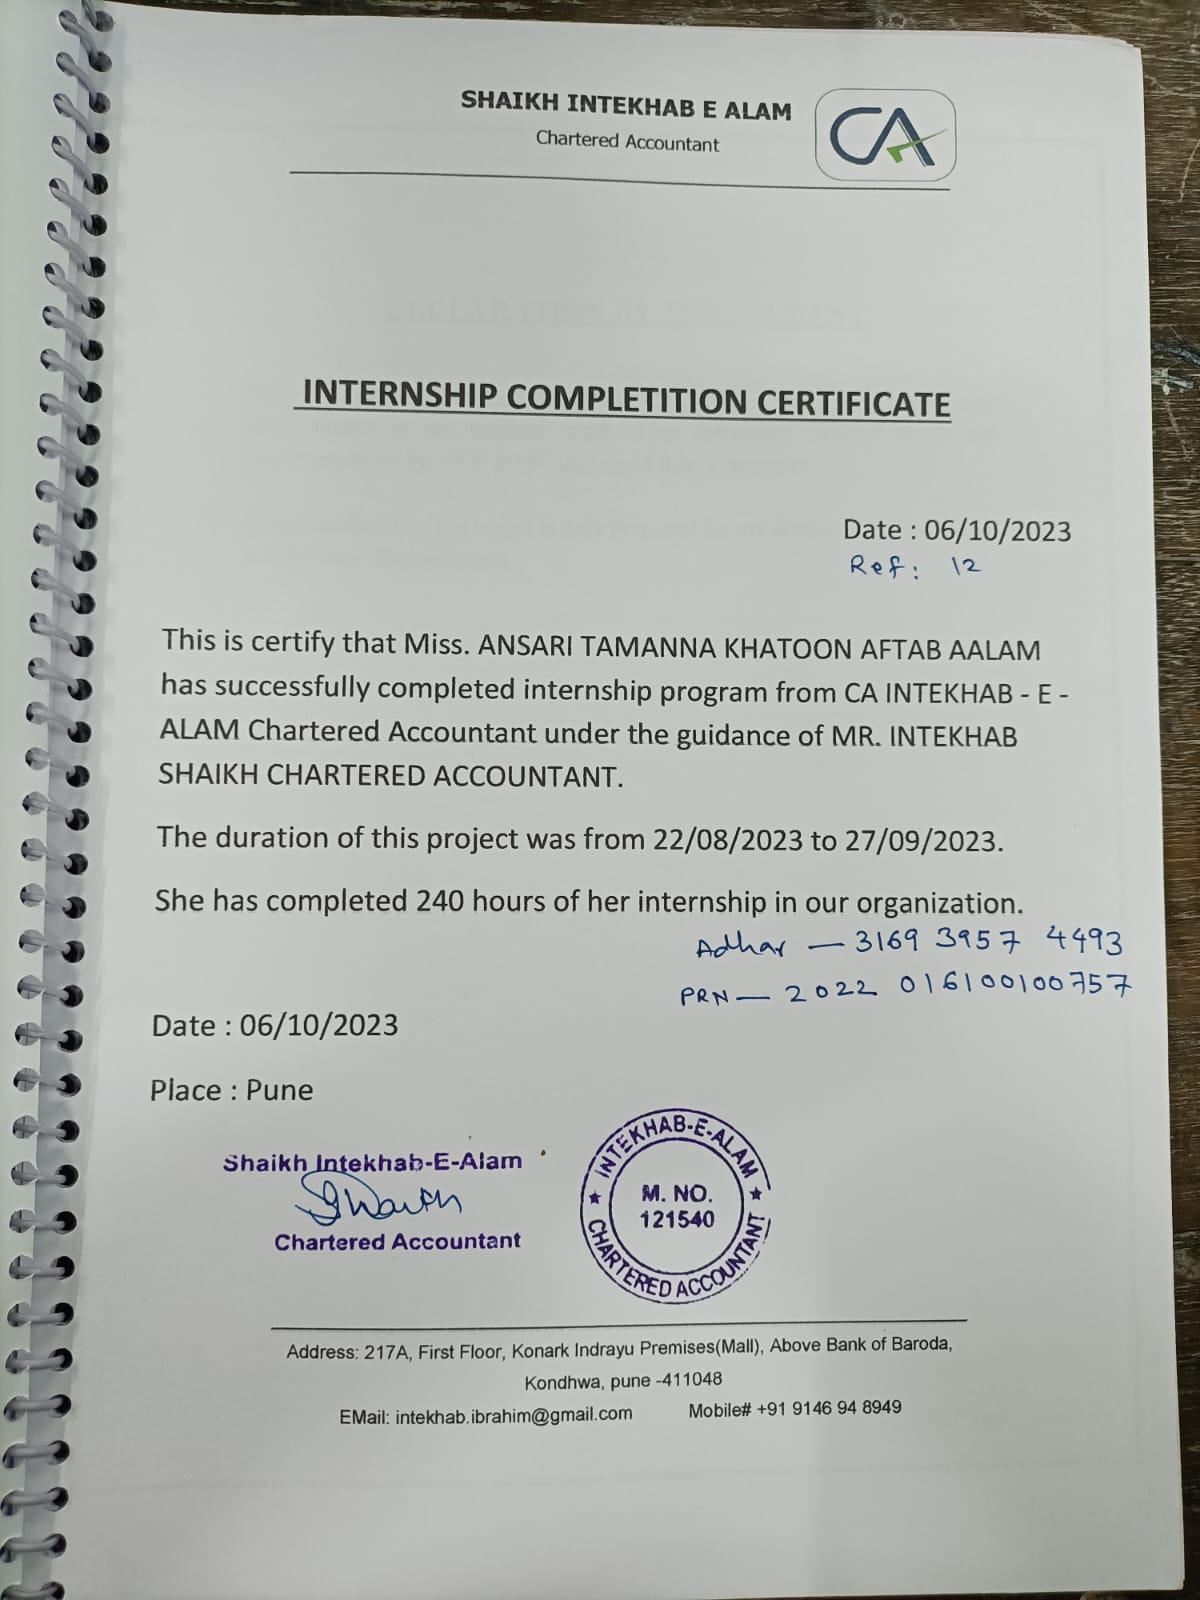 SHAIKH INTEKHAB E ALAM
Chartered Accountant
CA
INTERNSHIP COMPLETITION CERTIFICATE
Date : 06/10/2023
Ref: 12
This is certify that Miss. ANSARI TAMANNA KHATOON AFTAB AALAM
has successfully completed internship program from CA INTEKHAB - E -
ALAM Chartered Accountant under the guidance of MR. INTEKHAB
SHAIKH CHARTERED ACCOUNTANT.
The duration of this project was from 22/08/2023 to 27/09/2023.
She has completed 240 hours of her internship in our organization.
Adhar — 3169 3957 4493
PRN — 2022 016100100757
Date : 06/10/2023
Place : Pune
Shaikh Intekhab-E-Alam
Chartered Accountant
★ INTEKHAB-E-ALAM ★
M. NO.
121540
CHARTERED ACCOUNTANT
Address: 217A, First Floor, Konark Indrayu Premises(Mall), Above Bank of Baroda,
Kondhwa, pune -411048
EMail: intekhab.ibrahim@gmail.com Mobile# +91 9146 94 8949